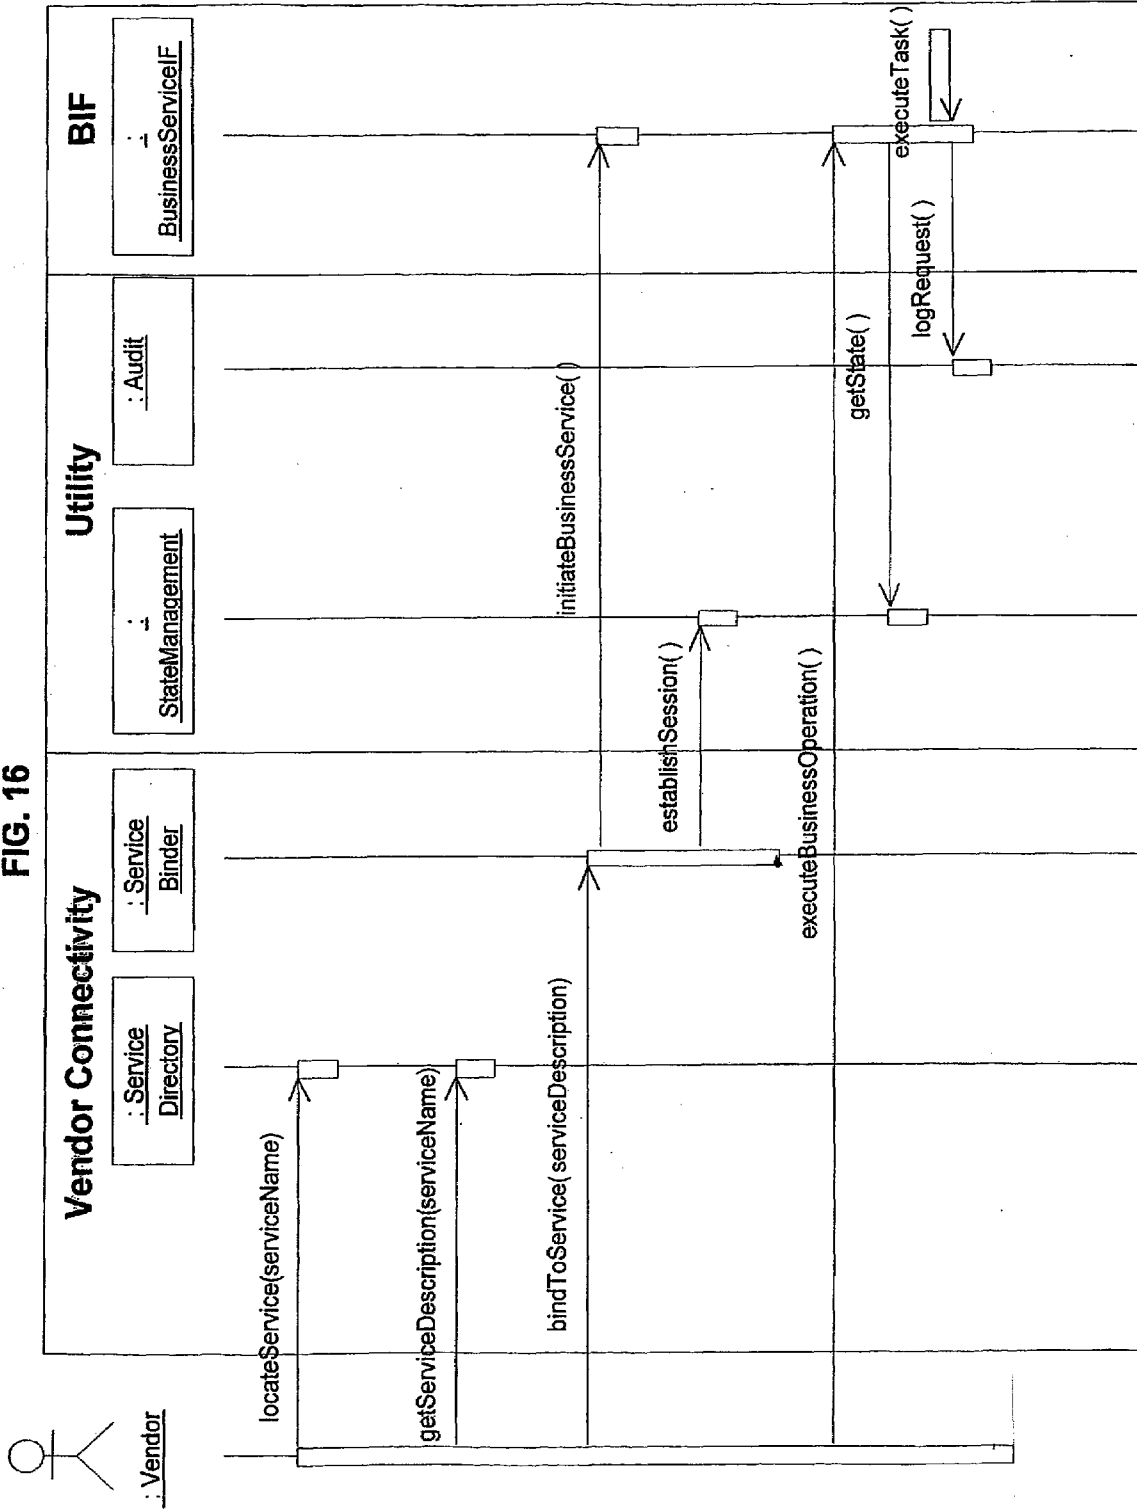 FIG. 16
Vendor Connectivity
Utility
BIF
: Vendor
: Service
Directory
: Service
Binder
:
StateManagement
: Audit
:
BusinessServiceIF
locateService(serviceName)
getServiceDescription(serviceName)
bindToService( serviceDescription)
initiateBusinessService( )
establishSession( )
executeBusinessOperation( )
getState( )
executeTask( )
logRequest( )